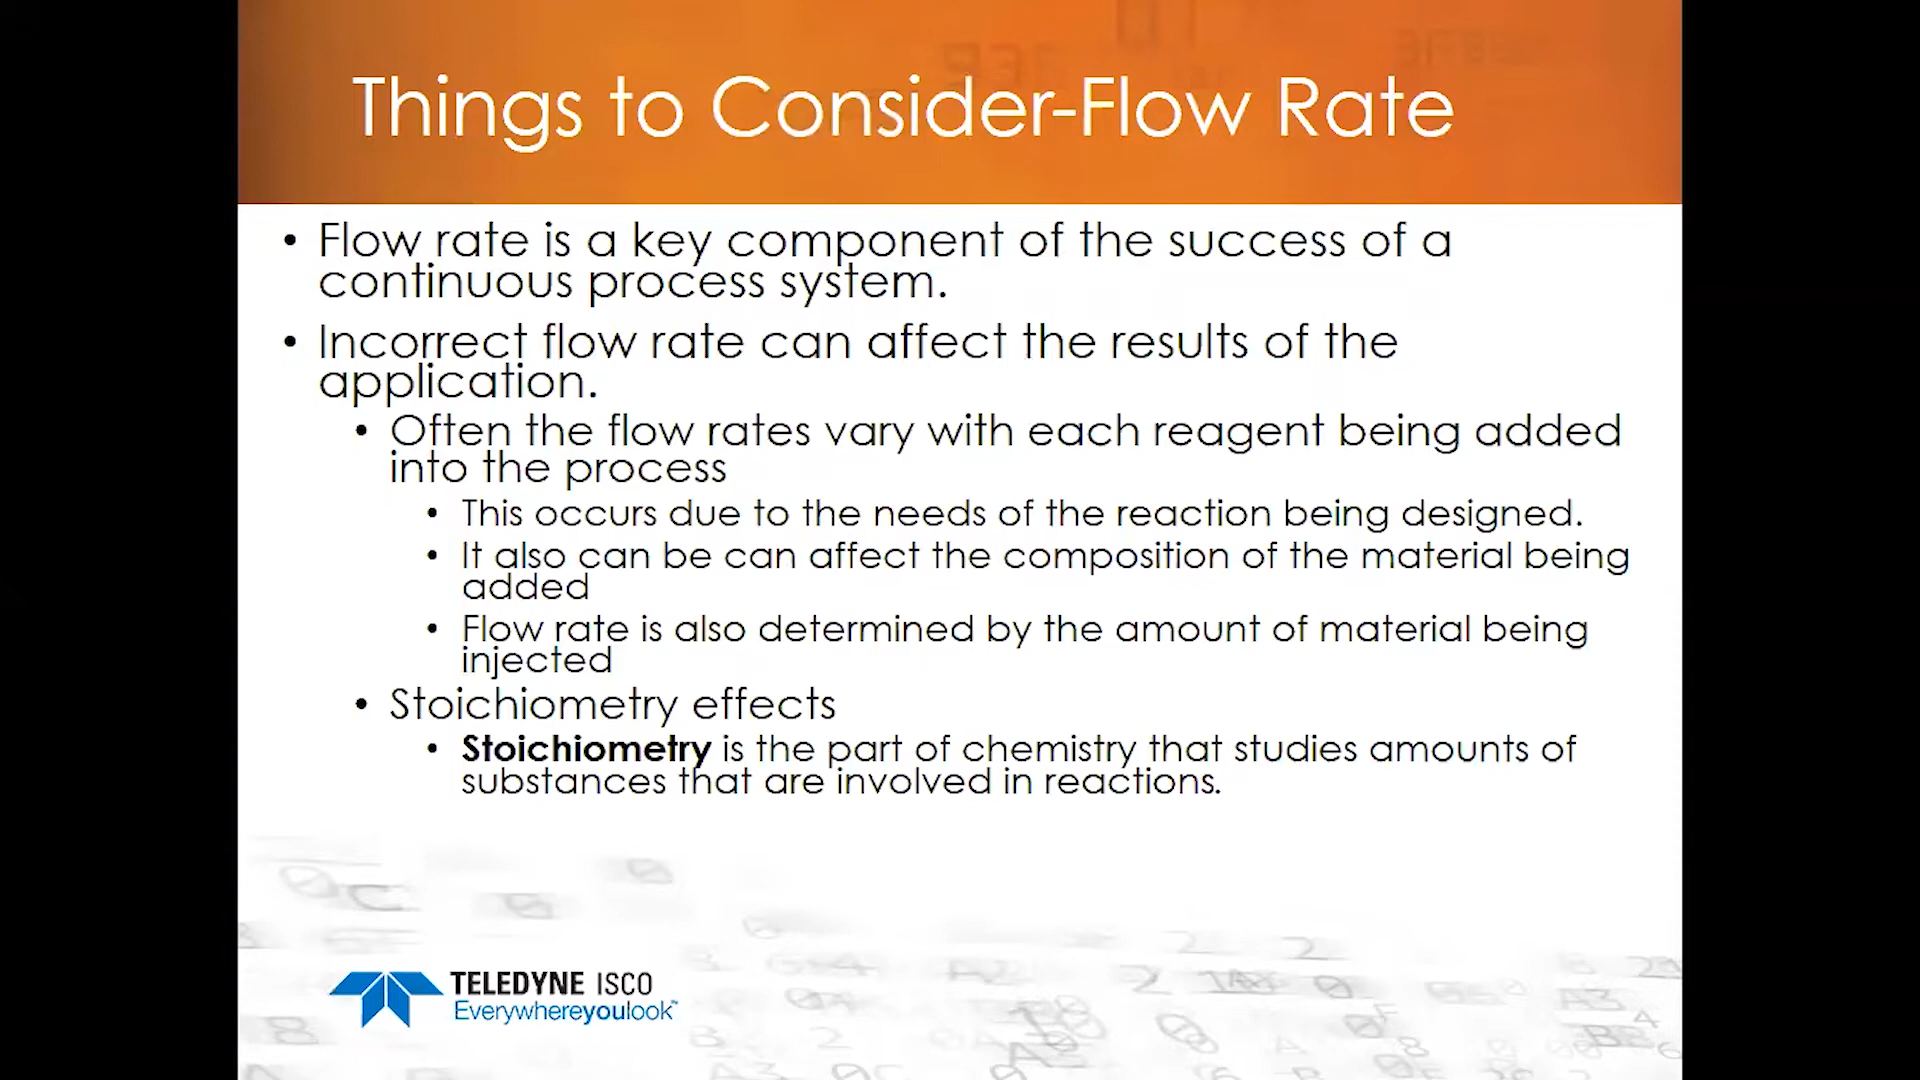 Things to Consider-Flow Rate
• Flow rate is a key component of the success of a
continuous process system.
• Incorrect flow rate can affect the results of the
application.
• Often the flow rates vary with each reagent being added
into the process
• This occurs due to the needs of the reaction being designed.
• It also can be can affect the composition of the material being
added
• Flow rate is also determined by the amount of material being
injected
• Stoichiometry effects
• Stoichiometry is the part of chemistry that studies amounts of
substances that are involved in reactions.
TELEDYNE ISCO
Everywhereyoulook™